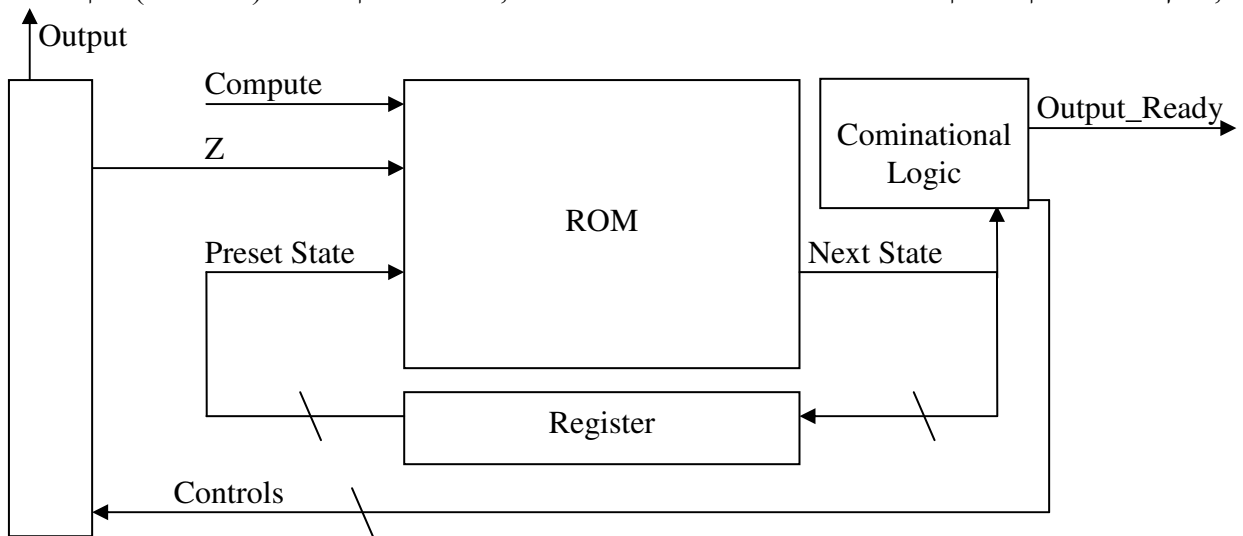 Output
Compute
Cominational
Logic
Output_Ready
Z
ROM
Preset State
Next State
Register
Controls